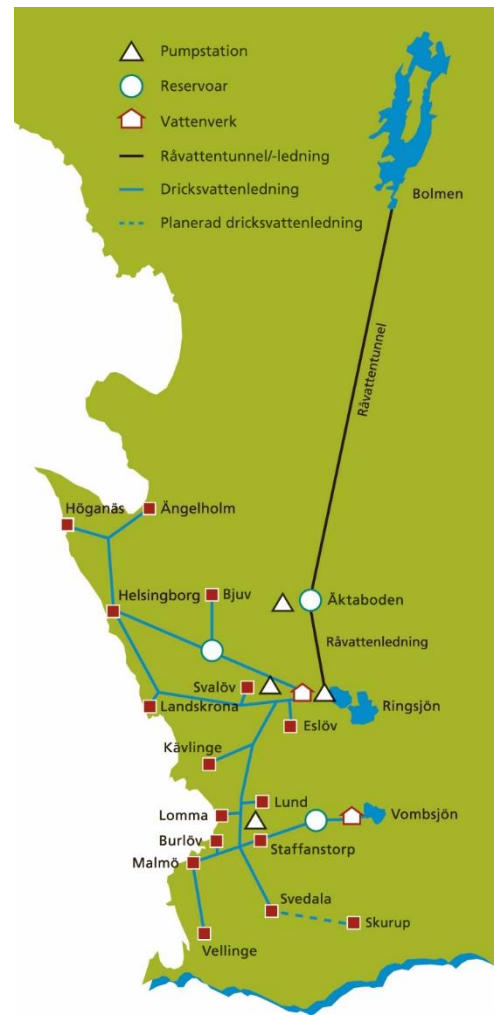 Pumpstation
Reservoar
Vattenverk
Råvattentunnel/-ledning
Dricksvattenledning
Planerad dricksvattenledning
Bolmen
Råvattentunnel
Höganäs
Ängelholm
Helsingborg
Bjuv
Äktaboden
Råvattenledning
Svalöv
Landskrona
Ringsjön
Eslöv
Kävlinge
Lund
Lomma
Vombsjön
Burlöv
Staffanstorp
Malmö
Svedala
Skurup
Vellinge